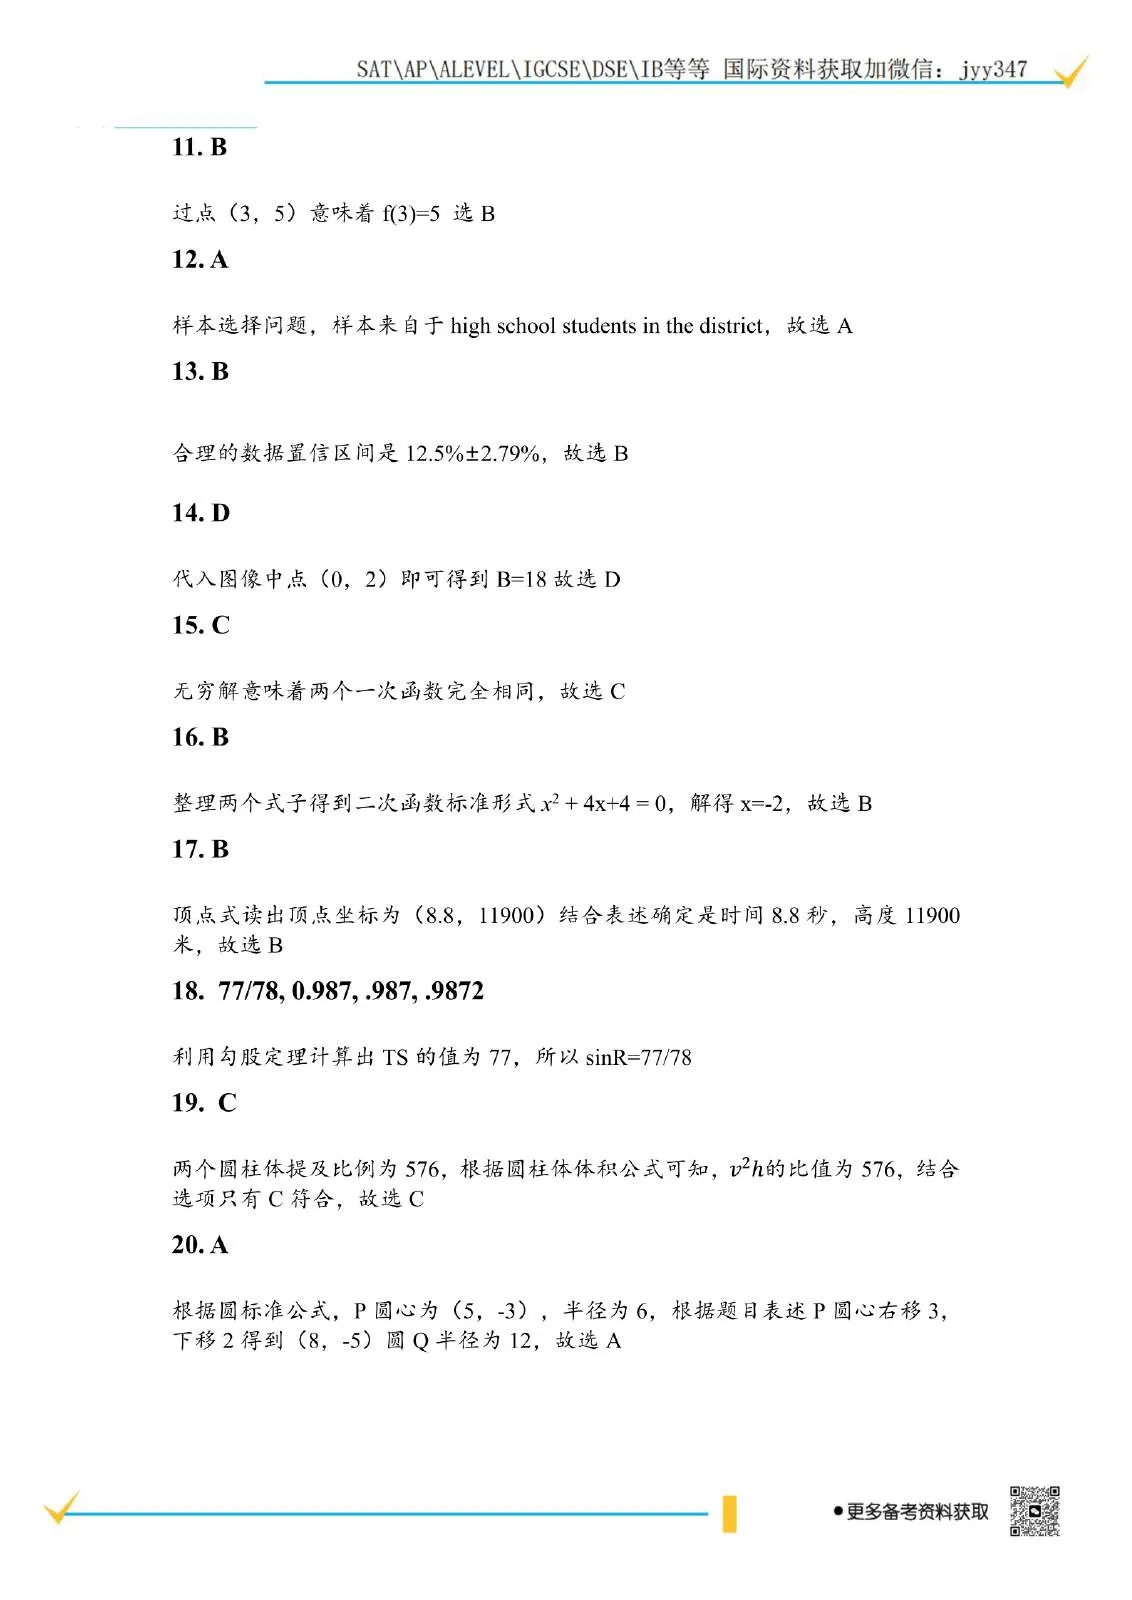 SAT\AP\ALEVEL\IGCSE\DSE\IB等等 国际资料获取加微信：jyy347
11. B
过点（3，5）意味着 f(3)=5 选 B
12. A
样本选择问题，样本来自于 high school students in the district，故选 A
13. B
合理的数据置信区间是 12.5%±2.79%，故选 B
14. D
代入图像中点（0，2）即可得到 B=18 故选 D
15. C
无穷解意味着两个一次函数完全相同，故选 C
16. B
整理两个式子得到二次函数标准形式 x² + 4x+4 = 0，解得 x=-2，故选 B
17. B
顶点式读出顶点坐标为（8.8，11900）结合表述确定是时间 8.8 秒，高度 11900
米，故选 B
18. 77/78, 0.987, .987, .9872
利用勾股定理计算出 TS 的值为 77，所以 sinR=77/78
19. C
两个圆柱体提及比例为 576，根据圆柱体体积公式可知，v²h的比值为 576，结合
选项只有 C 符合，故选 C
20. A
根据圆标准公式，P 圆心为（5，-3），半径为 6，根据题目表述 P 圆心右移 3，
下移 2 得到（8，-5）圆 Q 半径为 12，故选 A
●更多备考资料获取